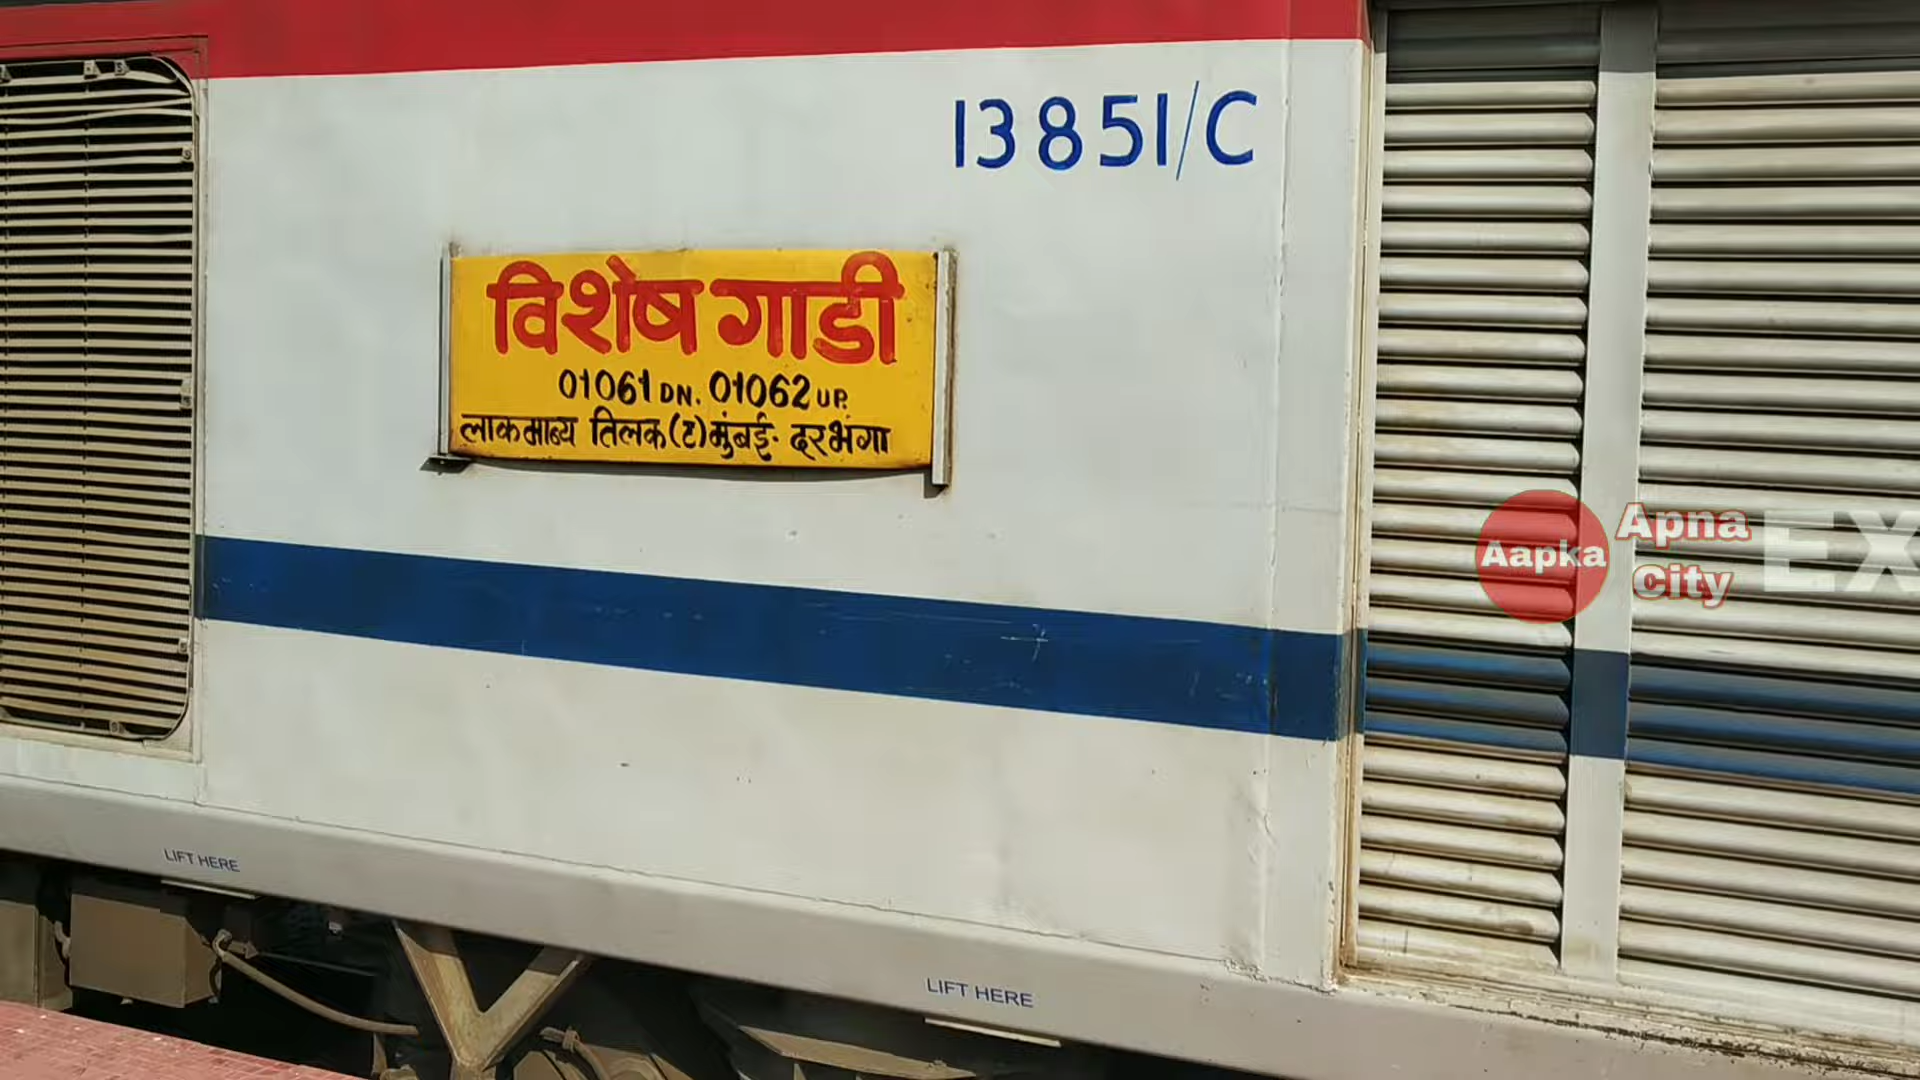 13851/C
विशेष गाडी
01061 DN. 01062 UP.
लाकमाब्य तिलक(ट)मुंबई- दरभंगा
Aapka
Apna
City
EX
LIFT HERE
LIFT HERE